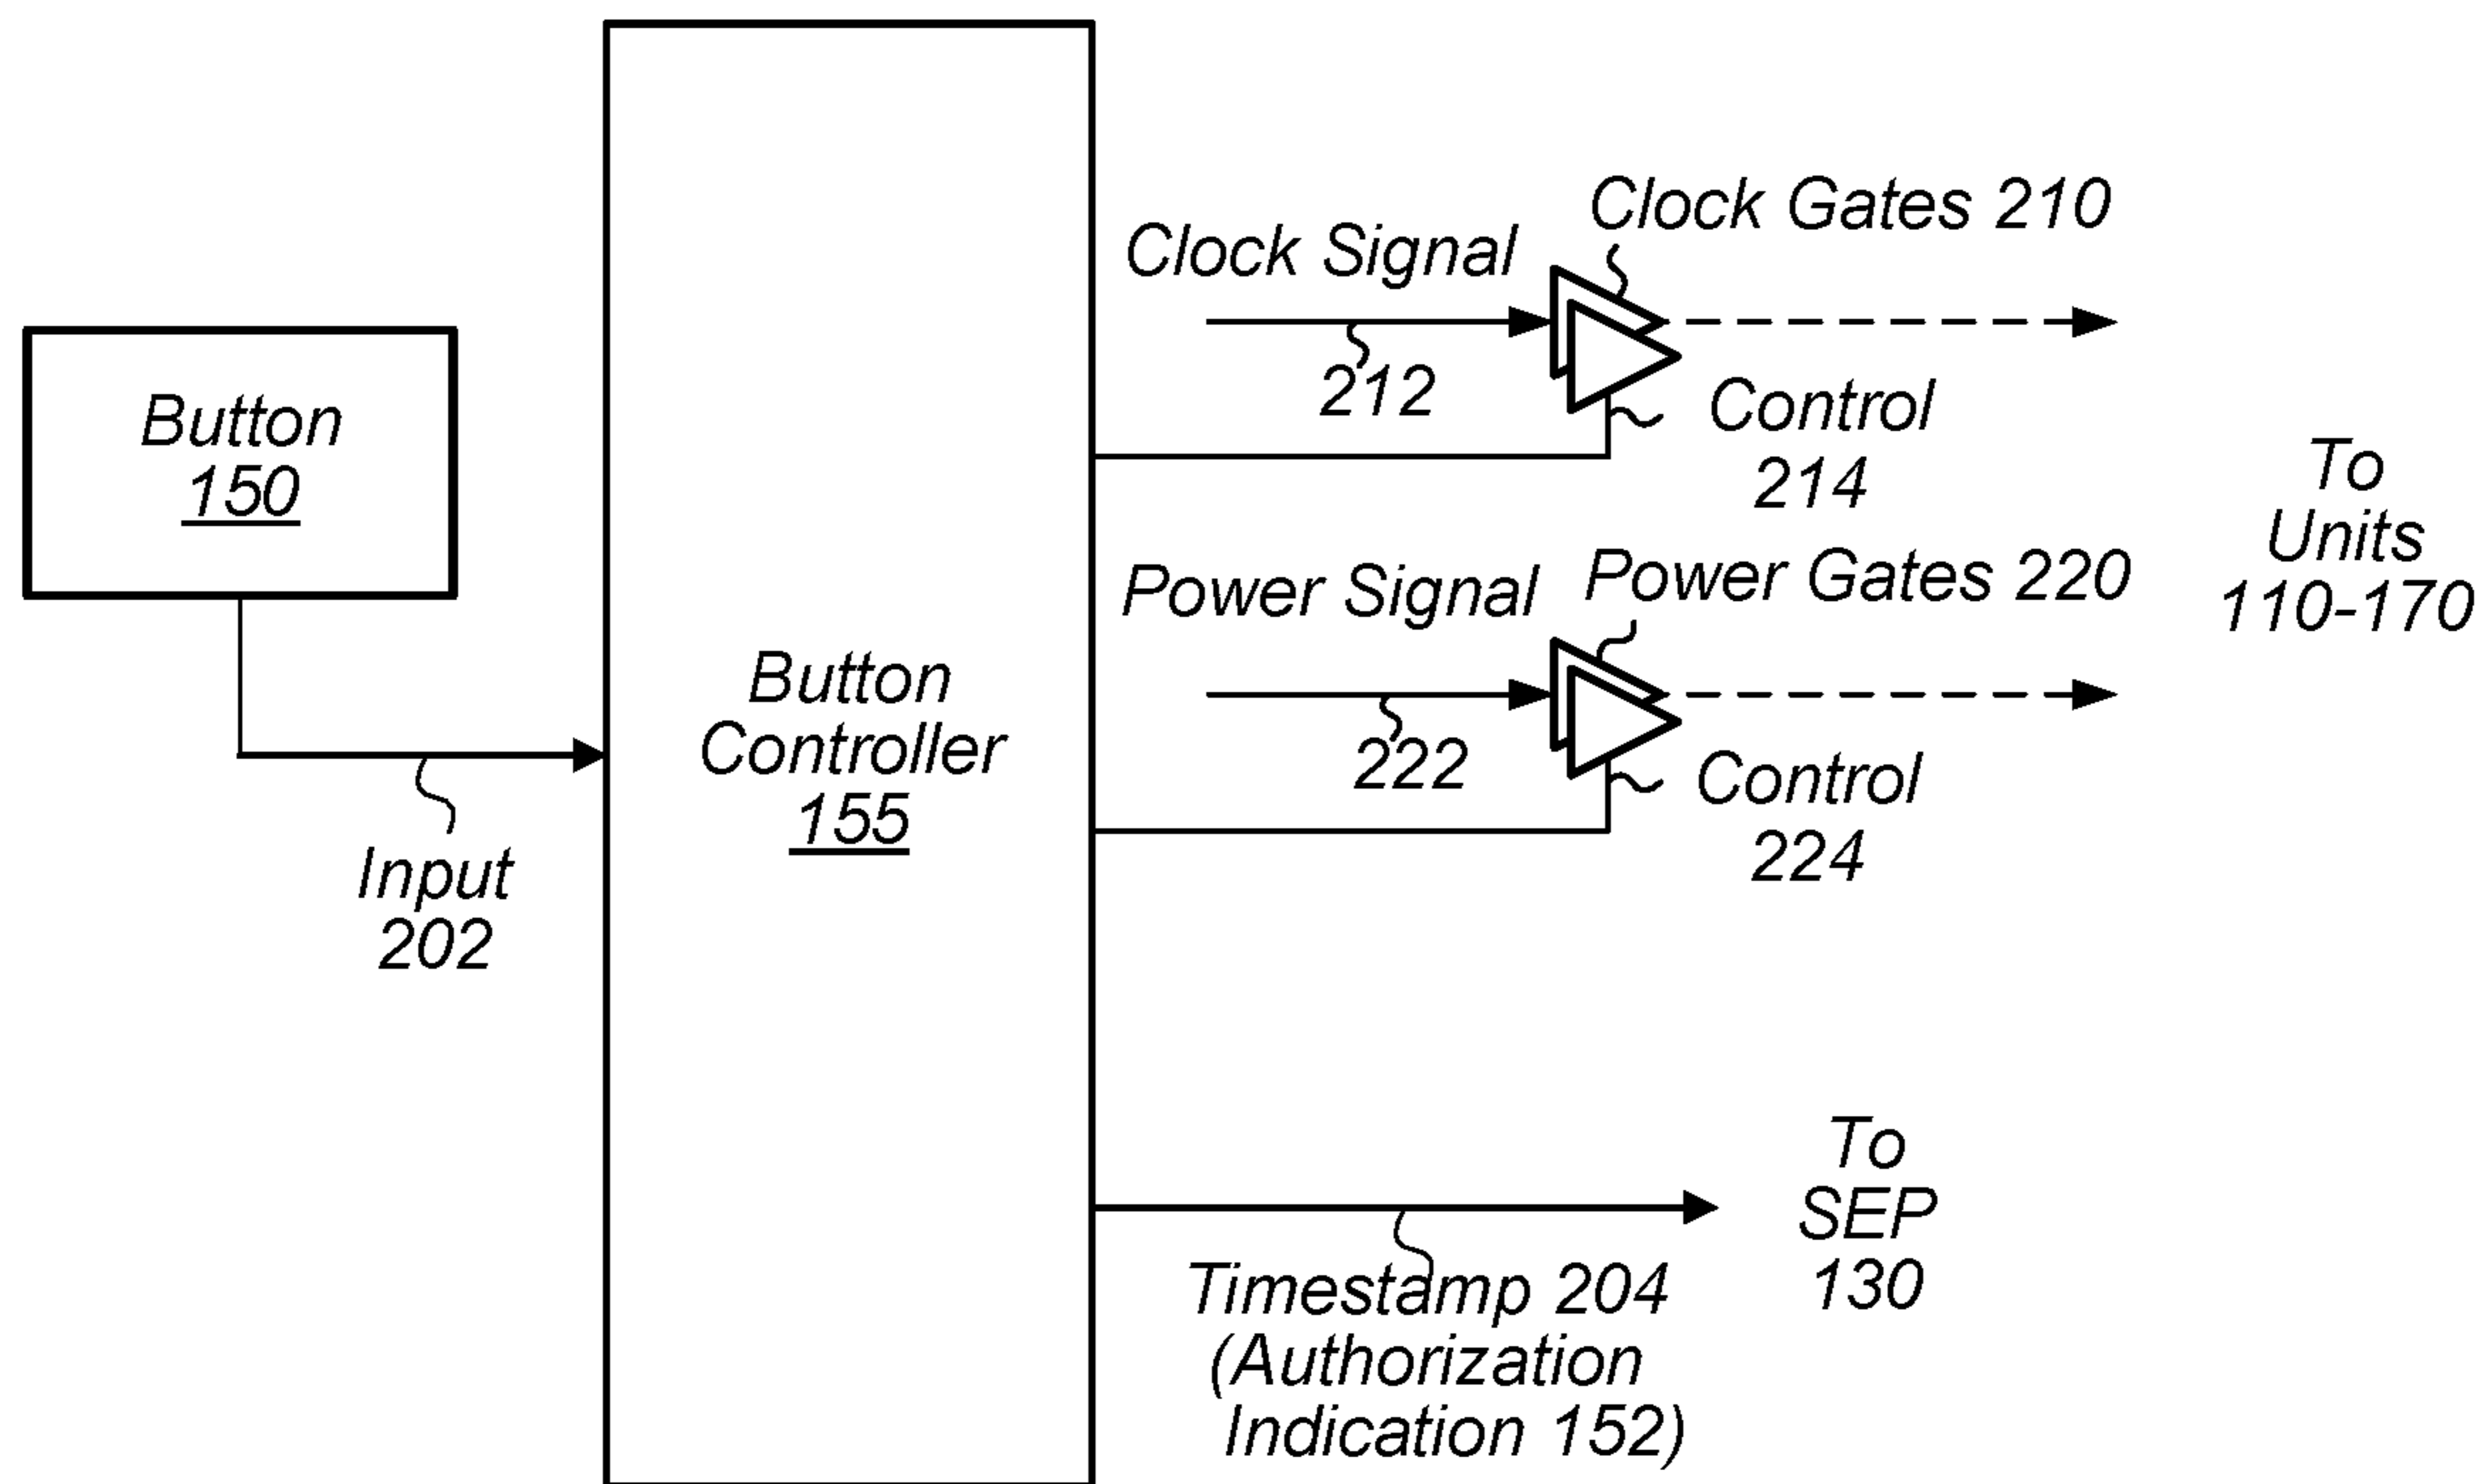 Button
150
Input
202
Button
Controller
155
Clock Signal
212
Clock Gates 210
Control
214
Power Signal
222
Power Gates 220
Control
224
To
Units
110-170
Timestamp 204
(Authorization
Indication 152)
To
SEP
130